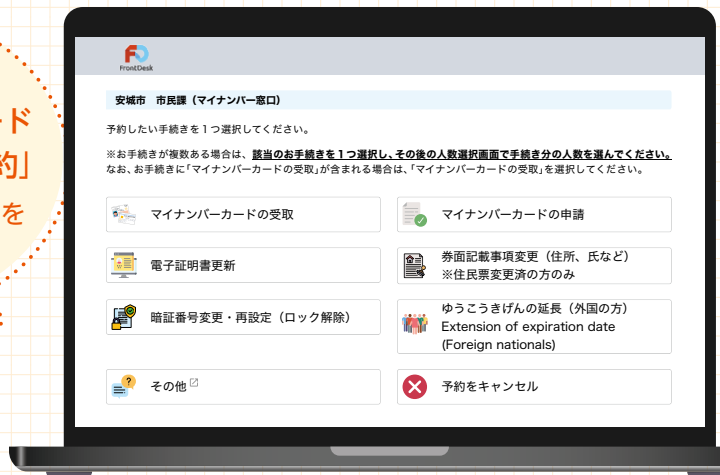 ード
約」
を
FrontDesk
安城市 市民課（マイナンバー窓口）
予約したい手続きを1つ選択してください。
※お手続きが複数ある場合は、該当のお手続きを1つ選択し、その後の人数選択画面で手続き分の人数を選んでください。
なお、お手続きに「マイナンバーカードの受取」が含まれる場合は、「マイナンバーカードの受取」を選択してください。
マイナンバーカードの受取
マイナンバーカードの申請
電子証明書更新
券面記載事項変更（住所、氏など）
※住民票変更済の方のみ
暗証番号変更・再設定（ロック解除）
ゆうこうきげんの延長（外国の方）
Extension of expiration date
(Foreign nationals)
その他
予約をキャンセル